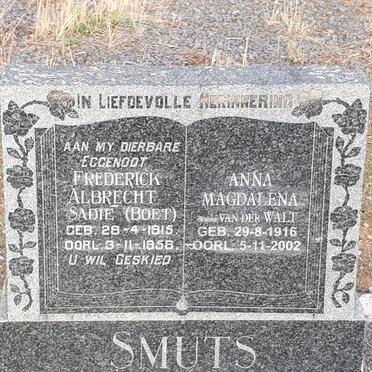 IN LIEFDEVOLLE HERINNERING
AAN MY DIERBARE
EGGENOOT
FREDERICK
ALBRECHT
SADIE (BOET)
GEB. 28-4-1915
OORL. 3-11-1958
U WIL GESKIED
ANNA
MAGDALENA
VAN DER WALT
GEB. 29-8-1916
OORL. 5-11-2002
SMUTS